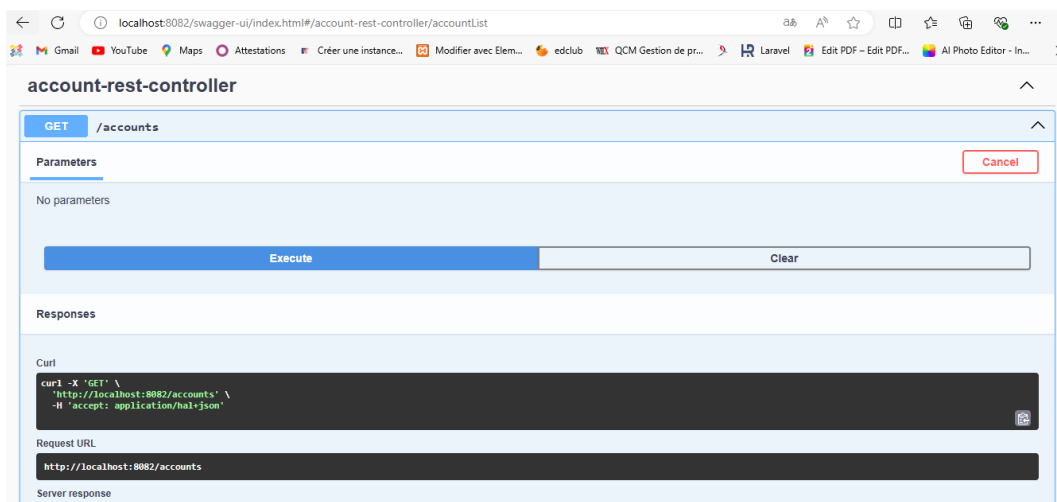 localhost:8082/swagger-ui/index.html#/account-rest-controller/accountList
Gmail YouTube Maps Attestations Créer une instance... Modifier avec Elem... edclub QCM Gestion de pr... Laravel Edit PDF – Edit PDF... AI Photo Editor - In...
account-rest-controller
GET /accounts
Parameters Cancel
No parameters
Execute Clear
Responses
Curl
curl -X 'GET' \
'http://localhost:8082/accounts' \
-H 'accept: application/hal+json'
Request URL
http://localhost:8082/accounts
Server response